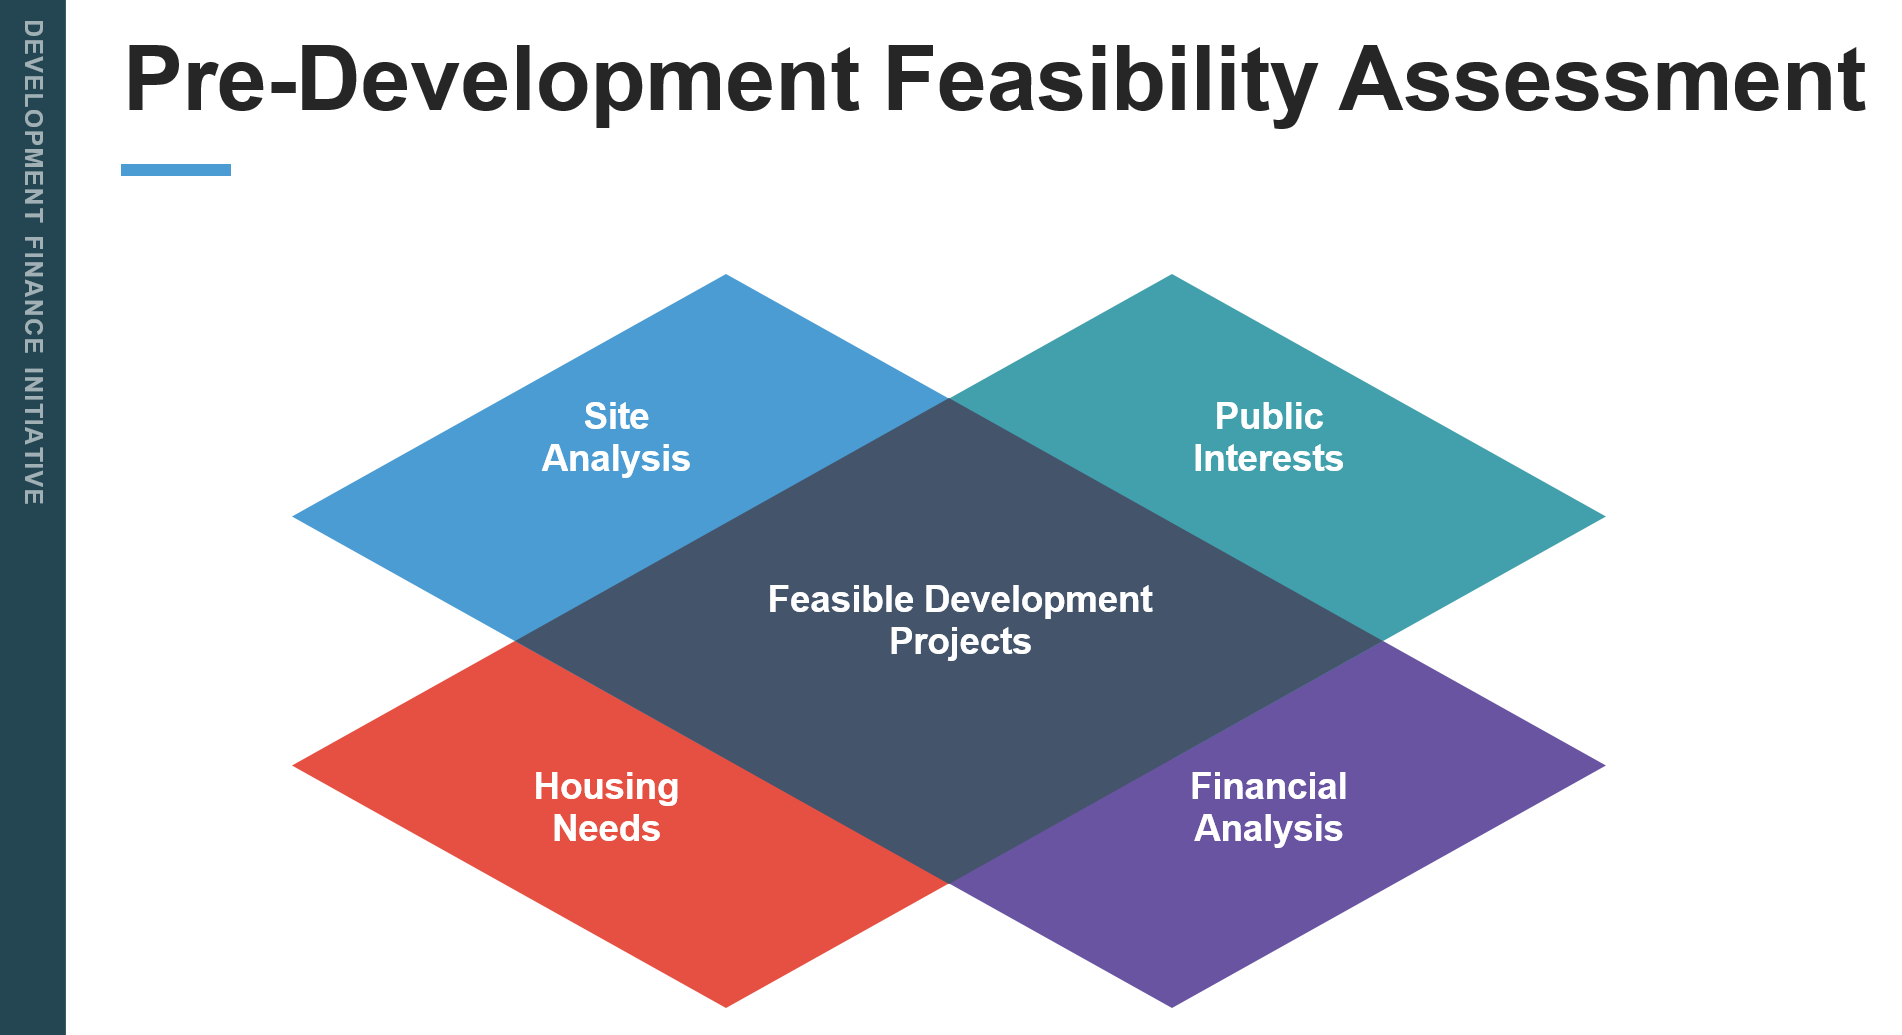 DEVELOPMENT FINANCE INITIATIVE
Pre-Development Feasibility Assessment
Site
Analysis
Public
Interests
Feasible Development
Projects
Housing
Needs
Financial
Analysis